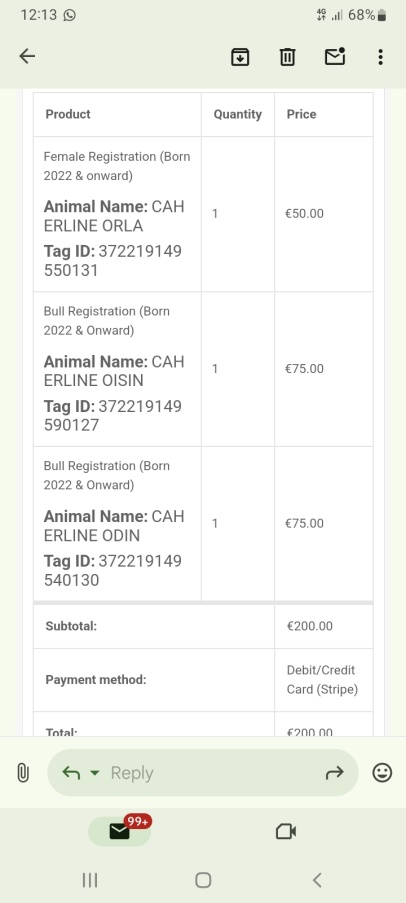 12:13 4G 68%
Product Quantity Price
Female Registration (Born
2022 & onward)
Animal Name: CAH
ERLINE ORLA
Tag ID: 372219149
550131
1 €50.00
Bull Registration (Born
2022 & Onward)
Animal Name: CAH
ERLINE OISIN
Tag ID: 372219149
590127
1 €75.00
Bull Registration (Born
2022 & Onward)
Animal Name: CAH
ERLINE ODIN
Tag ID: 372219149
540130
1 €75.00
Subtotal: €200.00
Payment method: Debit/Credit
Card (Stripe)
Total: €200.00
Reply
99+